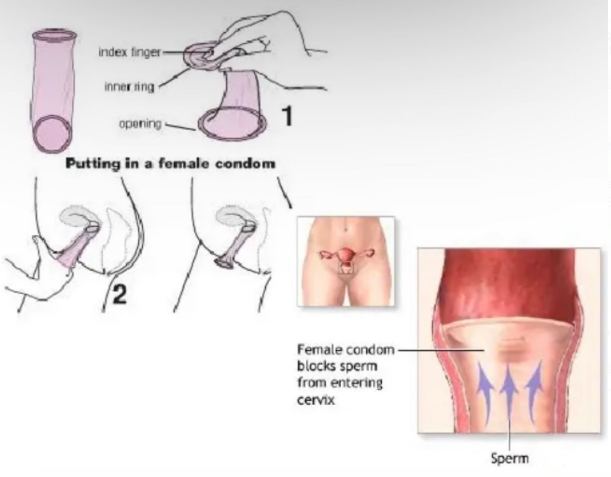 index finger
inner ring
opening
1
Putting in a female condom
2
Female condom
blocks sperm
from entering
cervix
Sperm